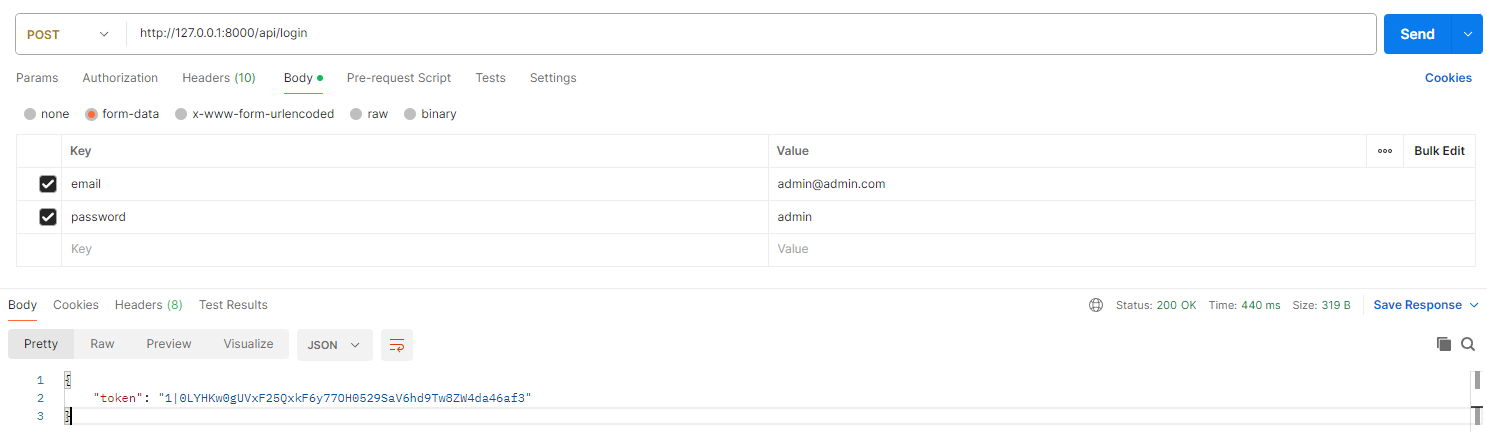 POST http://127.0.0.1:8000/api/login Send
Params Authorization Headers (10) Body Pre-request Script Tests Settings Cookies
none form-data x-www-form-urlencoded raw binary
Key Value Bulk Edit
email admin@admin.com
password admin
Key Value
Body Cookies Headers (8) Test Results Status: 200 OK Time: 440 ms Size: 319 B Save Response
Pretty Raw Preview Visualize JSON
1 {
2 "token": "1|0LYHKw0gUVxF25QxkF6y77OH0529SaV6hd9Tw8ZW4da46af3"
3 }